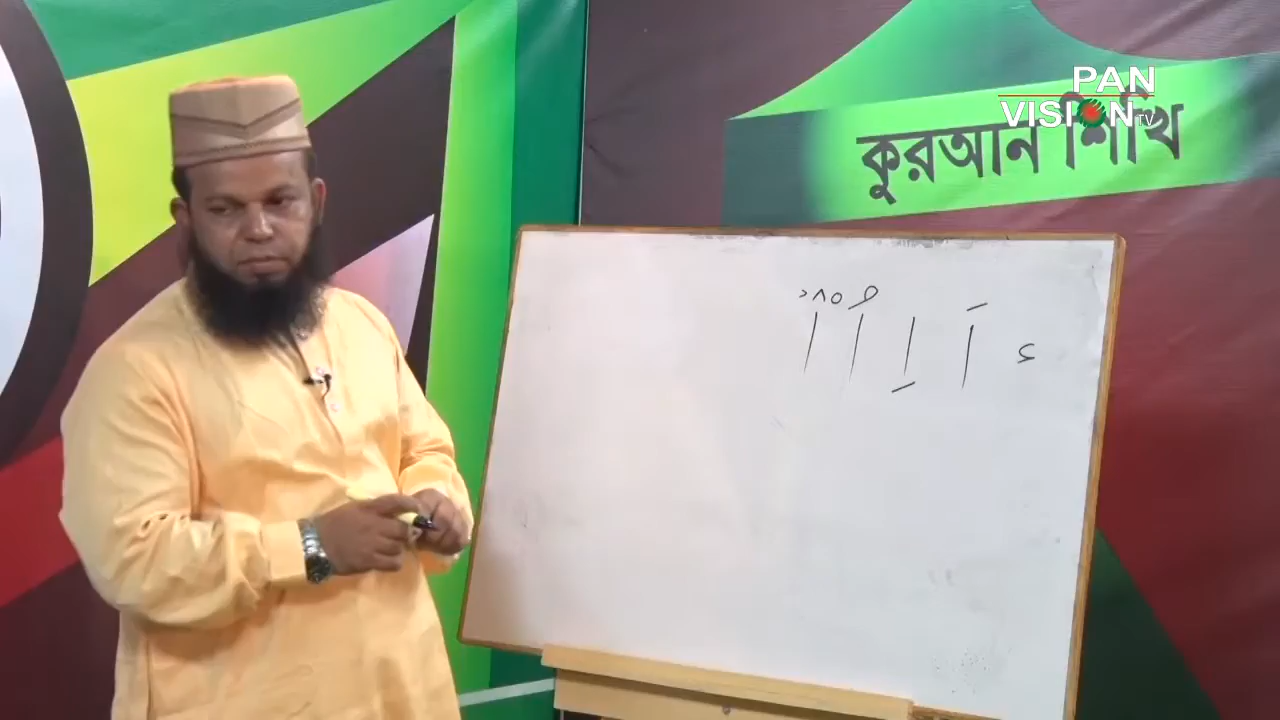 PAN
VISION TV
কুরআন শিখি
ء اَ اِ اُ اْ